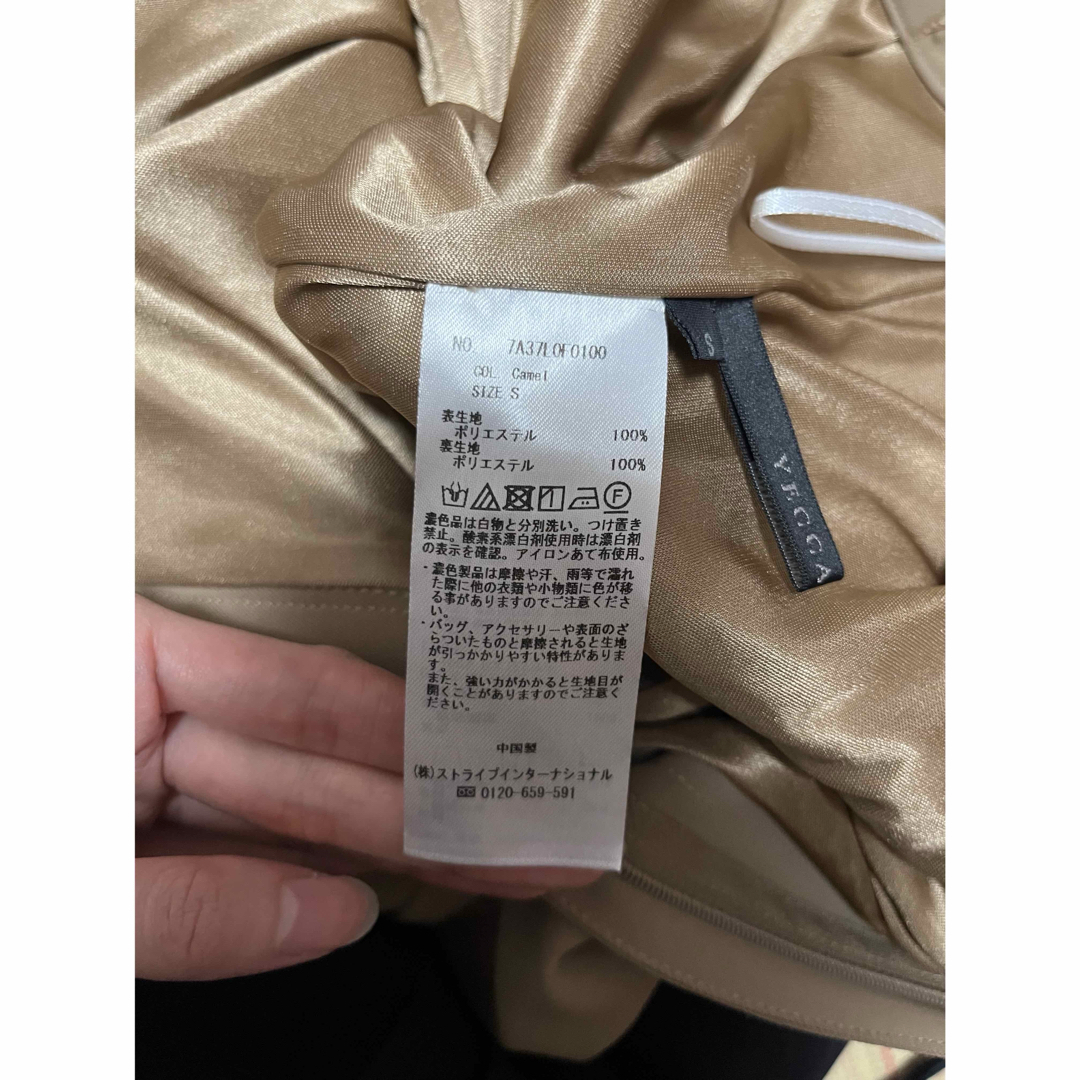 NO. 7A37L0F0100
COL. Camel
SIZE S
表生地
ポリエステル 100%
裏生地
ポリエステル 100%
F
濃色品は白物と分別洗い。つけ置き
禁止。酸素系漂白剤使用時は漂白剤
の表示を確認。アイロンあて布使用。
・濃色製品は摩擦や汗、雨等で濡れ
た際に他の衣類や小物類に色が移
る事がありますのでご注意くださ
い。
・バッグ、アクセサリーや表面のざ
らついたものと摩擦されると生地
が引っかかりやすい特性がありま
す。
また、強い力がかかると生地目が
開くことがありますのでご注意く
ださい。
中国製
(株)ストライプインターナショナル
0120-659-591
S
YECCA